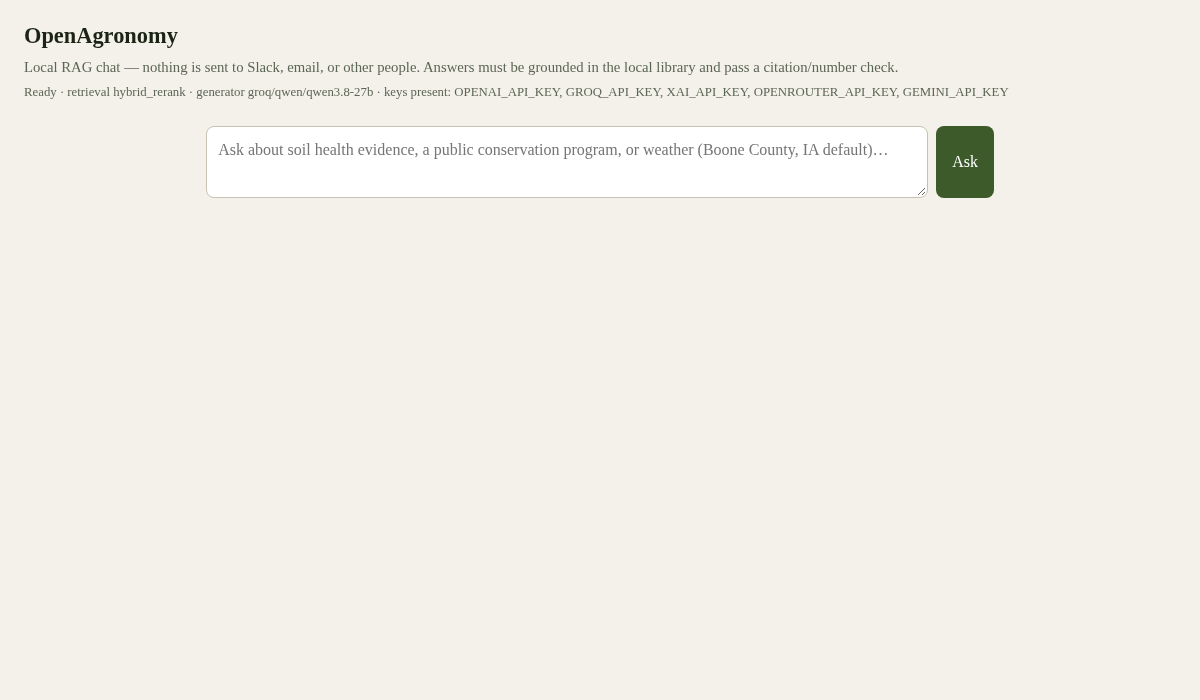 OpenAgronomy
Local RAG chat — nothing is sent to Slack, email, or other people. Answers must be grounded in the local library and pass a citation/number check.
Ready · retrieval hybrid_rerank · generator groq/qwen/qwen3.8-27b · keys present: OPENAI_API_KEY, GROQ_API_KEY, XAI_API_KEY, OPENROUTER_API_KEY, GEMINI_API_KEY
Ask about soil health evidence, a public conservation program, or weather (Boone County, IA default)…
Ask